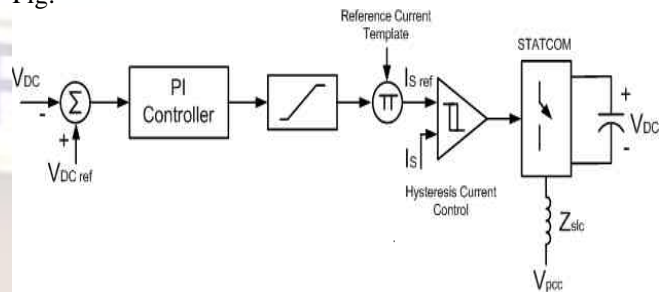 Fig.
Reference Current
Template
STATCOM
VDC
-
Σ
+
VDC ref
PI
Controller
π
IS ref
IS
Hysteresis Current
Control
+
VDC
-
Zslc
Vpcc